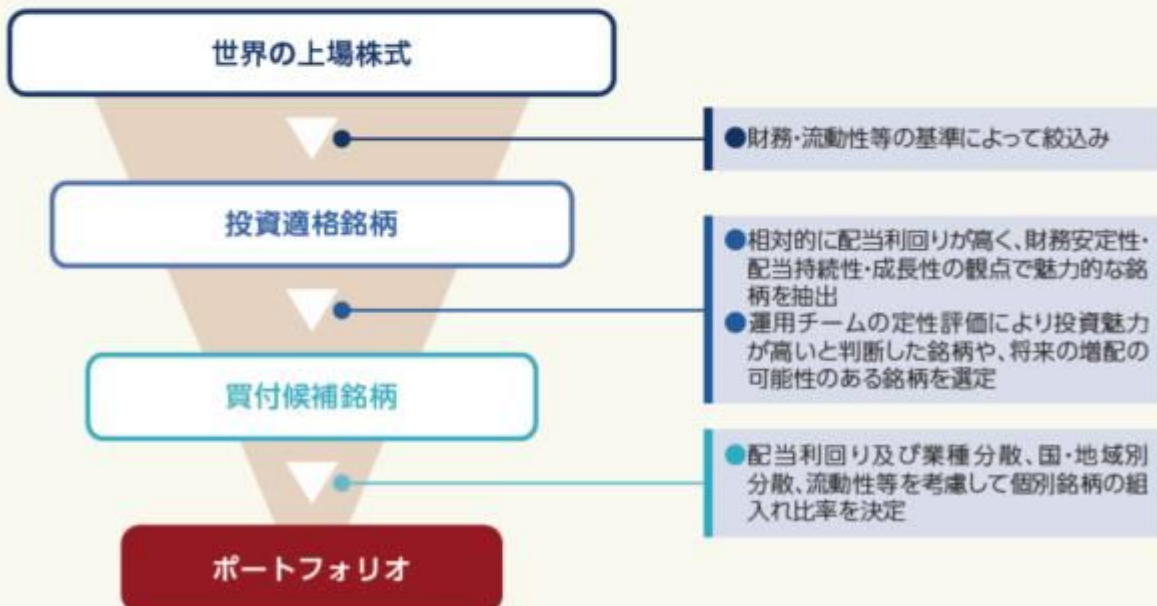 世界の上場株式
●財務・流動性等の基準によって絞込み
投資適格銘柄
●相対的に配当利回りが高く、財務安定性・
配当持続性・成長性の観点で魅力的な銘
柄を抽出
●運用チームの定性評価により投資魅力
が高いと判断した銘柄や、将来の増配の
可能性のある銘柄を選定
買付候補銘柄
●配当利回り及び業種分散、国・地域別
分散、流動性等を考慮して個別銘柄の組
入れ比率を決定
ポートフォリオ